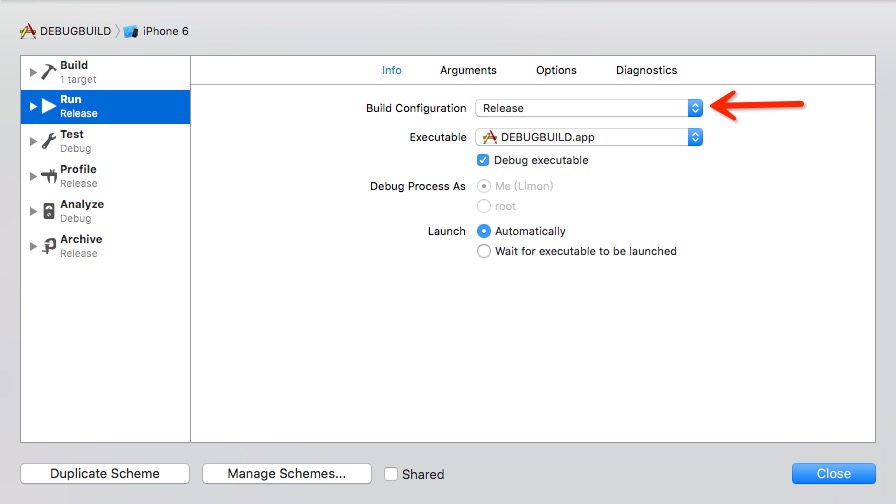 DEBUGBUILD iPhone 6
Build
1 target
Run
Release
Test
Debug
Profile
Release
Analyze
Debug
Archive
Release
Info Arguments Options Diagnostics
Build Configuration Release
Executable DEBUGBUILD.app
Debug executable
Debug Process As Me (Limon)
root
Launch Automatically
Wait for executable to be launched
Duplicate Scheme Manage Schemes... Shared Close